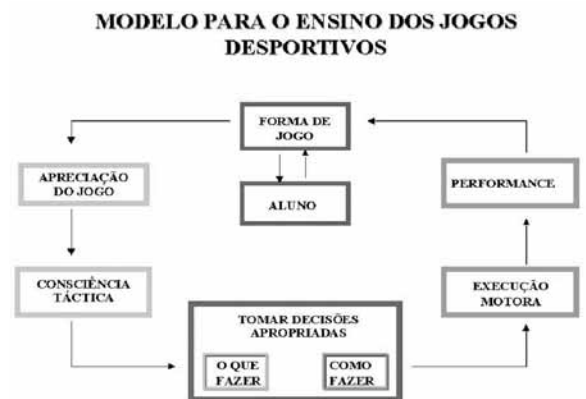 MODELO PARA O ENSINO DOS JOGOS
DESPORTIVOS
FORMA DE
JOGO
APRECIAÇÃO
DO JOGO
ALUNO
PERFORMANCE
CONSCIÊNCIA
TÁCTICA
TOMAR DECISÕES
APROPRIADAS
O QUE
FAZER
COMO
FAZER
EXECUÇÃO
MOTORA